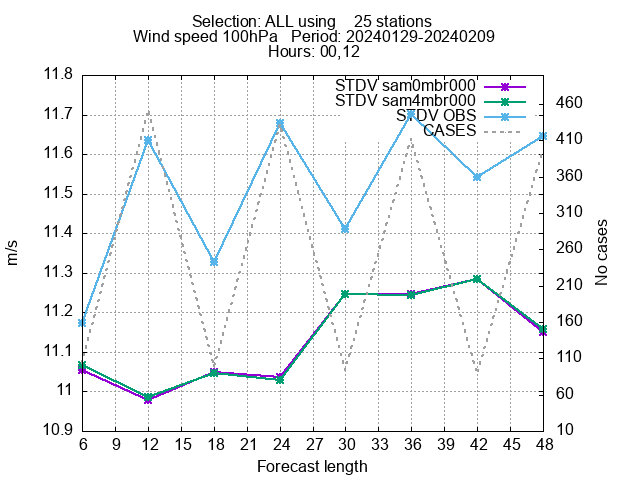 Selection: ALL using    25 stations
Wind speed 100hPa   Period: 20240129-20240209
Hours: 00,12
STDV sam0mbr000
STDV sam4mbr000
STDV OBS
CASES
m/s
11.8
11.7
11.6
11.5
11.4
11.3
11.2
11.1
11
10.9
No cases
460
410
360
310
260
210
160
110
60
10
6 9 12 15 18 21 24 27 30 33 36 39 42 45 48
Forecast length